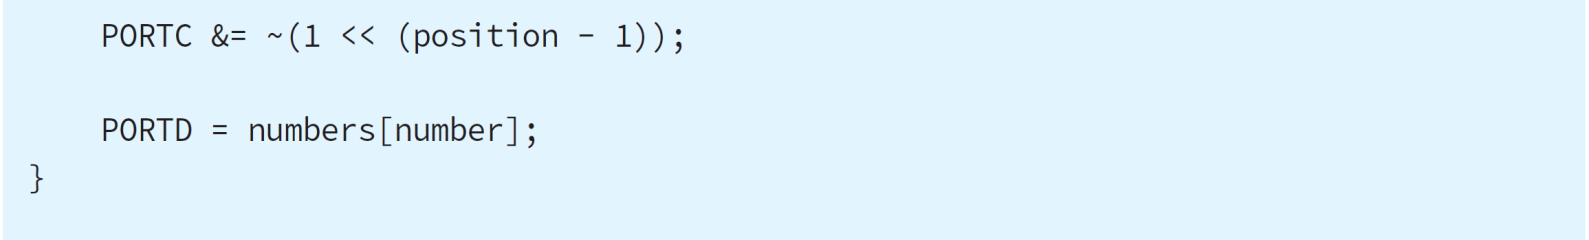 PORTC &= ~(1 << (position - 1));
PORTD = numbers[number];
}